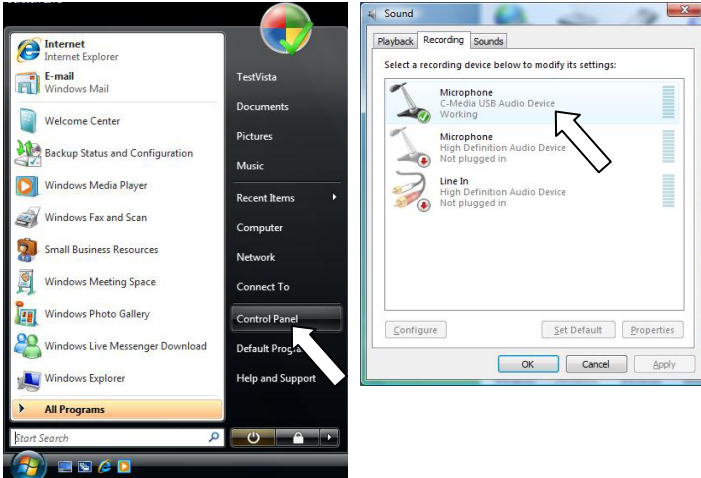 Internet
Internet Explorer
E-mail
Windows Mail
Welcome Center
Backup Status and Configuration
Windows Media Player
Windows Fax and Scan
Small Business Resources
Windows Meeting Space
Windows Photo Gallery
Windows Live Messenger Download
Windows Explorer
All Programs
Start Search
TestVista
Documents
Pictures
Music
Recent Items
Computer
Network
Connect To
Control Panel
Default
Help and Support
Sound
Playback Recording Sounds
Select a recording device below to modify its settings:
Microphone
C-Media USB Audio Device
Working
Microphone
High Definition Audio Device
Not plugged in
Line In
High Definition Audio Device
Not plugged in
Configure Set Default Properties
OK Cancel Apply